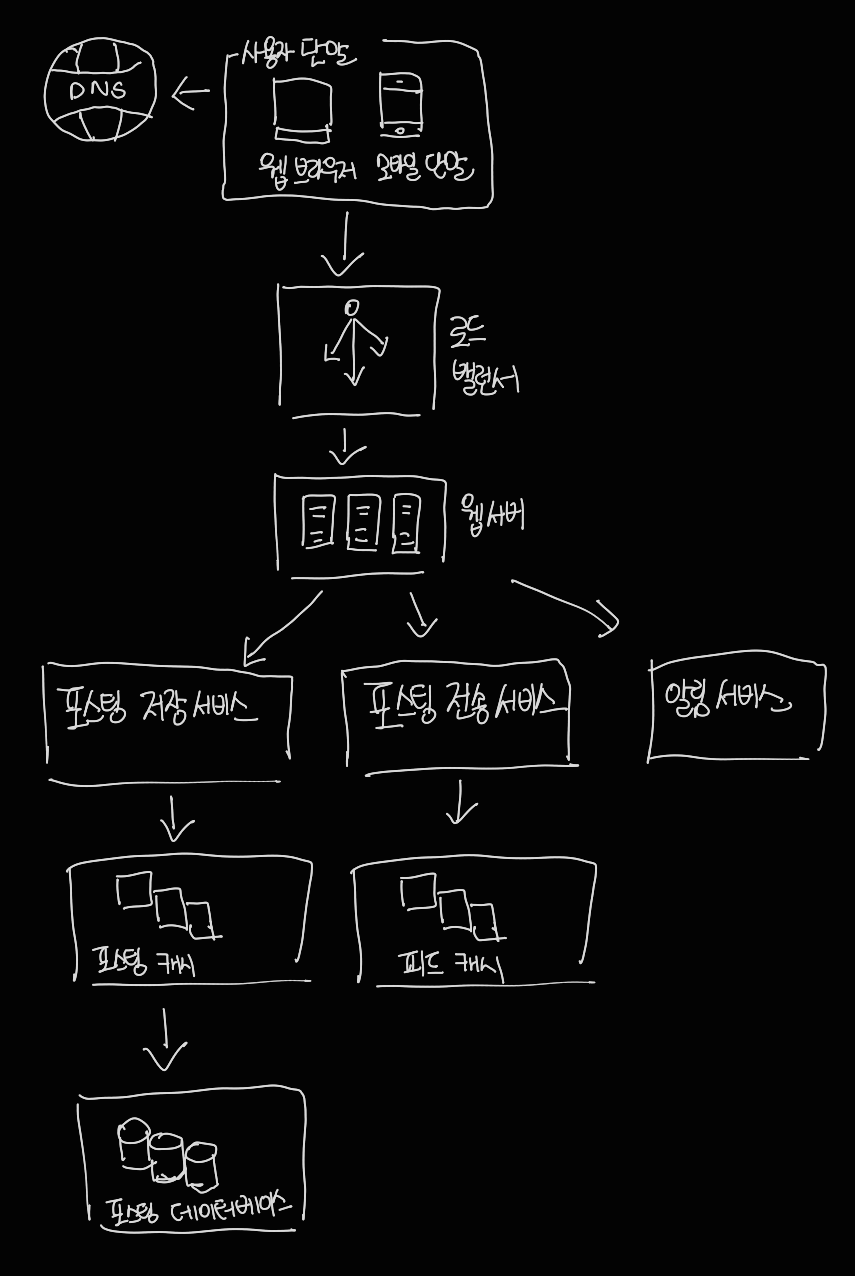 DNS
사용자 단말
웹 브라우저
모바일 단말
로드
밸런서
웹서버
포스팅 저장서비스
포스팅 전송서비스
알림서비스
포스팅 캐시
피드 캐시
포스팅 데이터베이스